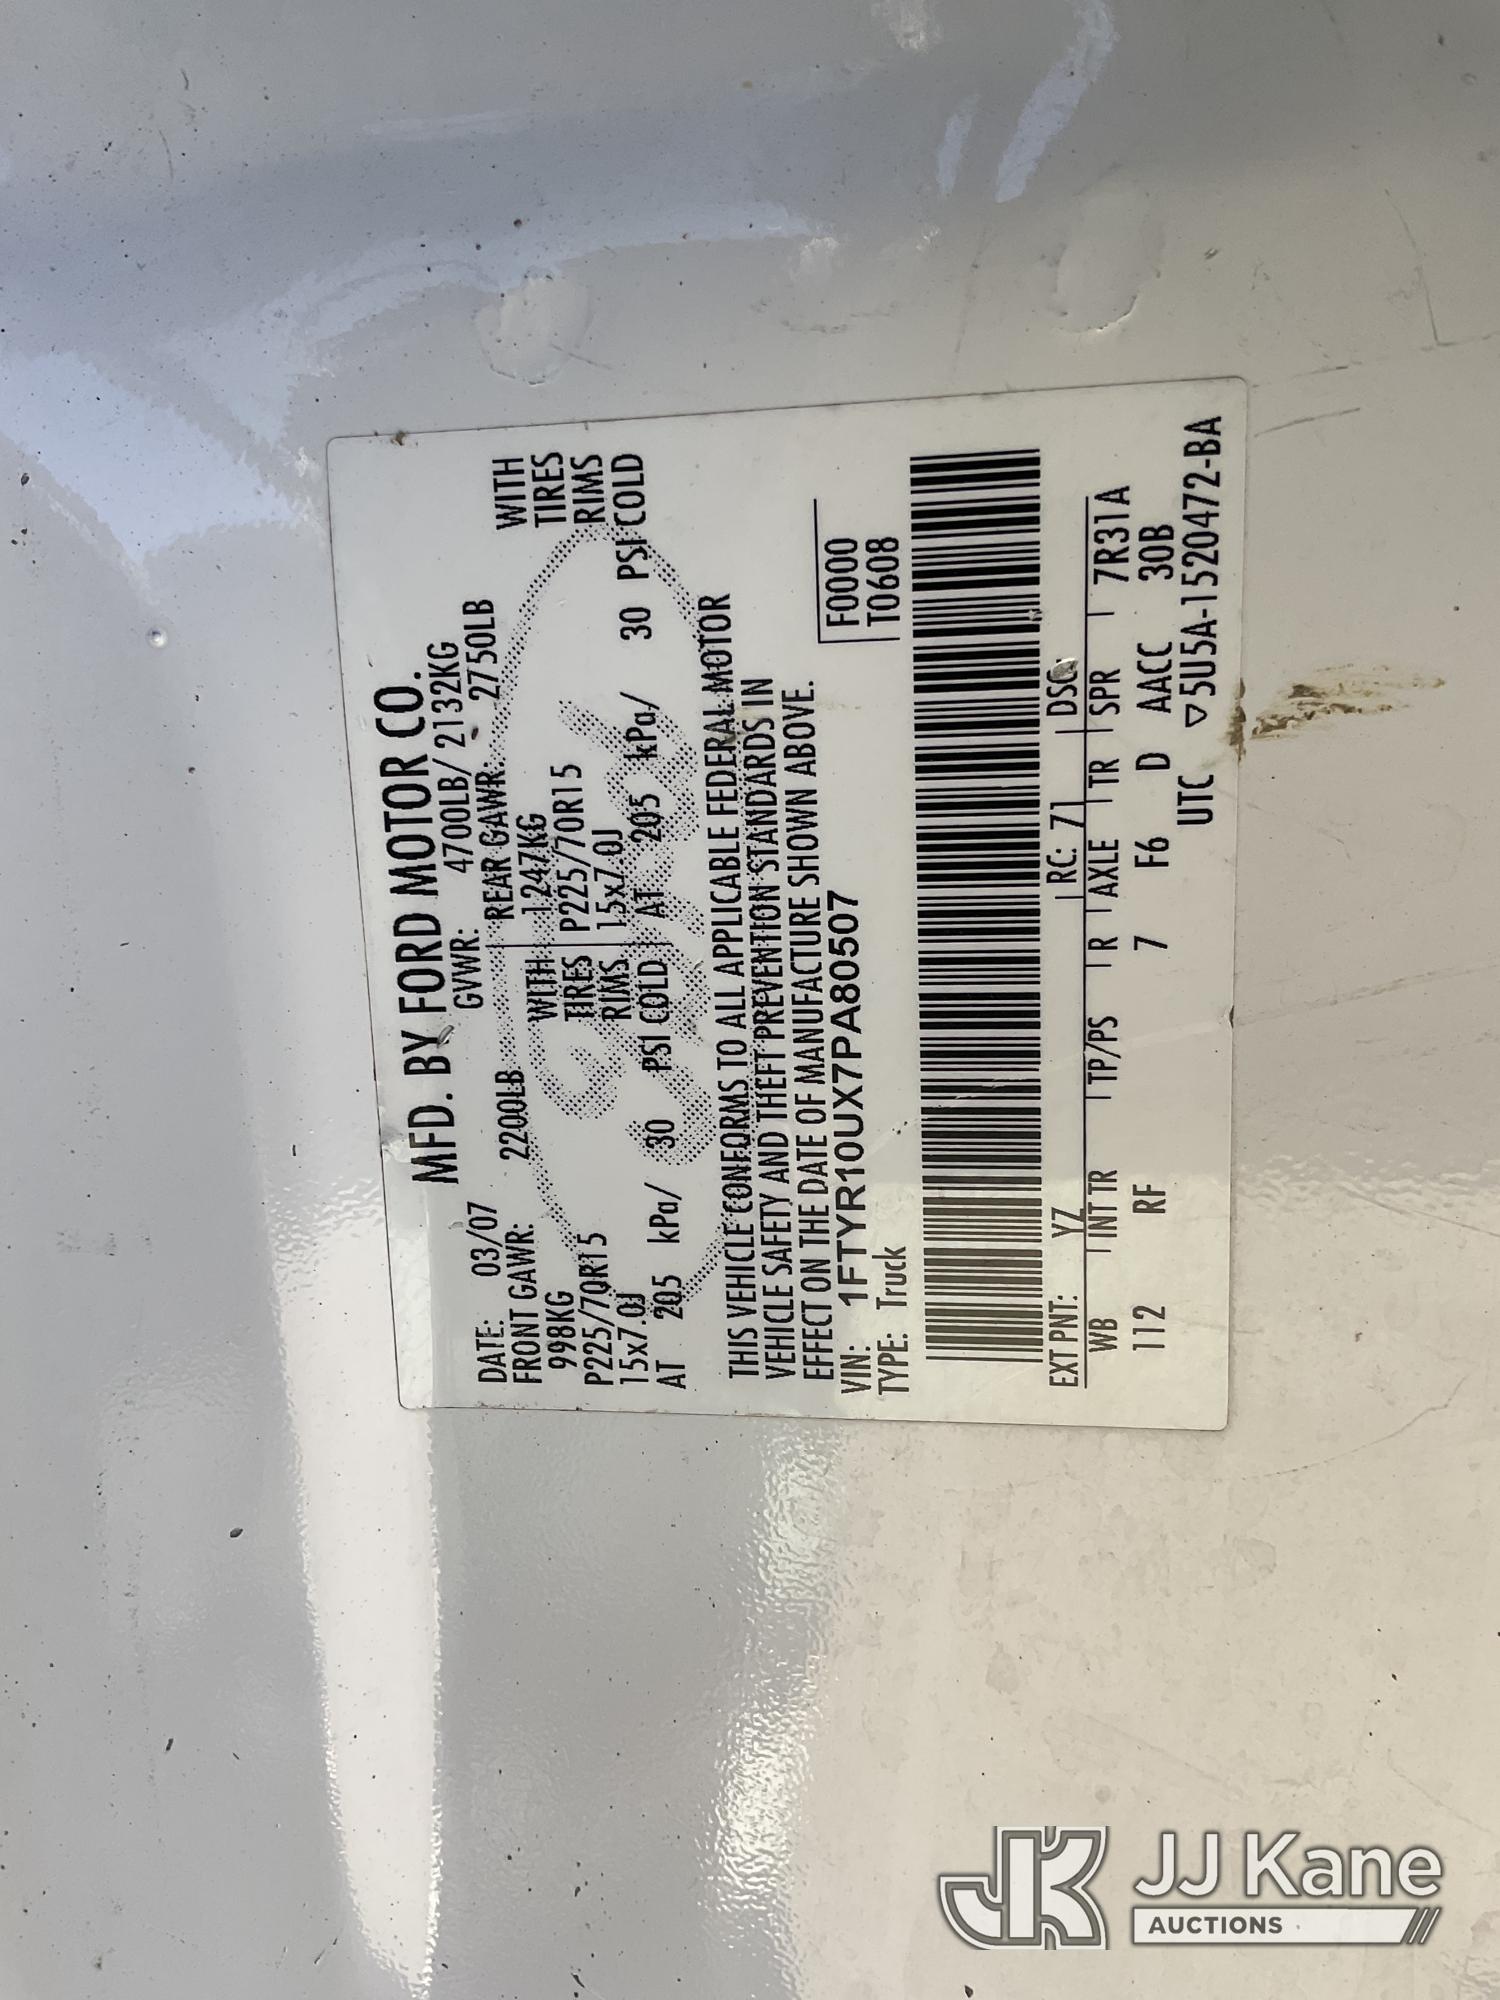 MFD. BY FORD MOTOR CO.
DATE: 03/07 GVWR: 4700LB/ 2132KG
FRONT GAWR: 2200LB REAR GAWR: 2750LB
998KG WITH 1247KG WITH
P225/70R15 TIRES P225/70R15 TIRES
15x7.0J RIMS 15x7.0J RIMS
AT 205 kPa/ 30 PSI COLD AT 205 kPa/ 30 PSI COLD
THIS VEHICLE CONFORMS TO ALL APPLICABLE FEDERAL MOTOR
VEHICLE SAFETY AND THEFT PREVENTION STANDARDS IN
EFFECT ON THE DATE OF MANUFACTURE SHOWN ABOVE.
VIN: 1FTYR10UX7PA80507 F0000
TYPE: Truck T0608
EXT PNT: YZ RC: 71 DSO:
WB INT TR TP/PS R AXLE TR SPR 7R31A
112 RF 7 F6 D AACC 30B
UTC ▽5U5A-1520472-BA
JJ Kane
AUCTIONS